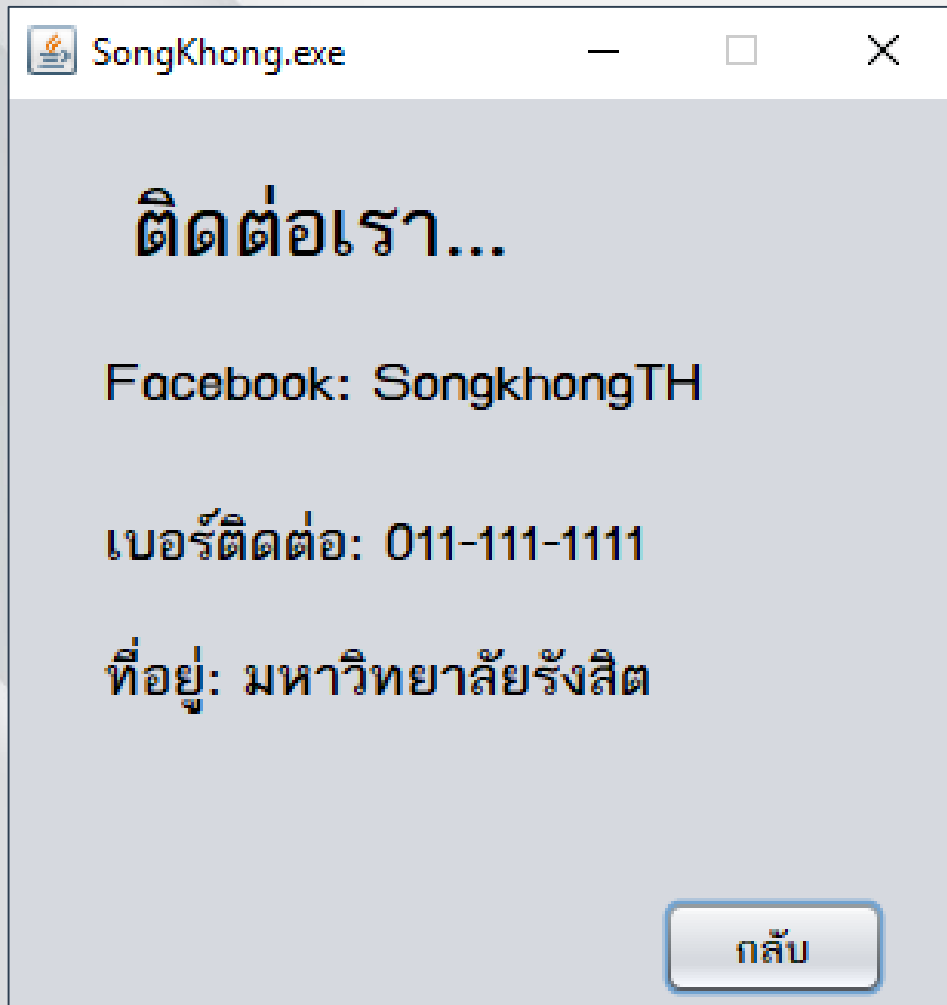 SongKhong.exe
ติดต่อเรา...
Facebook: SongkhongTH
เบอร์ติดต่อ: 011-111-1111
ที่อยู่: มหาวิทยาลัยรังสิต
กลับ